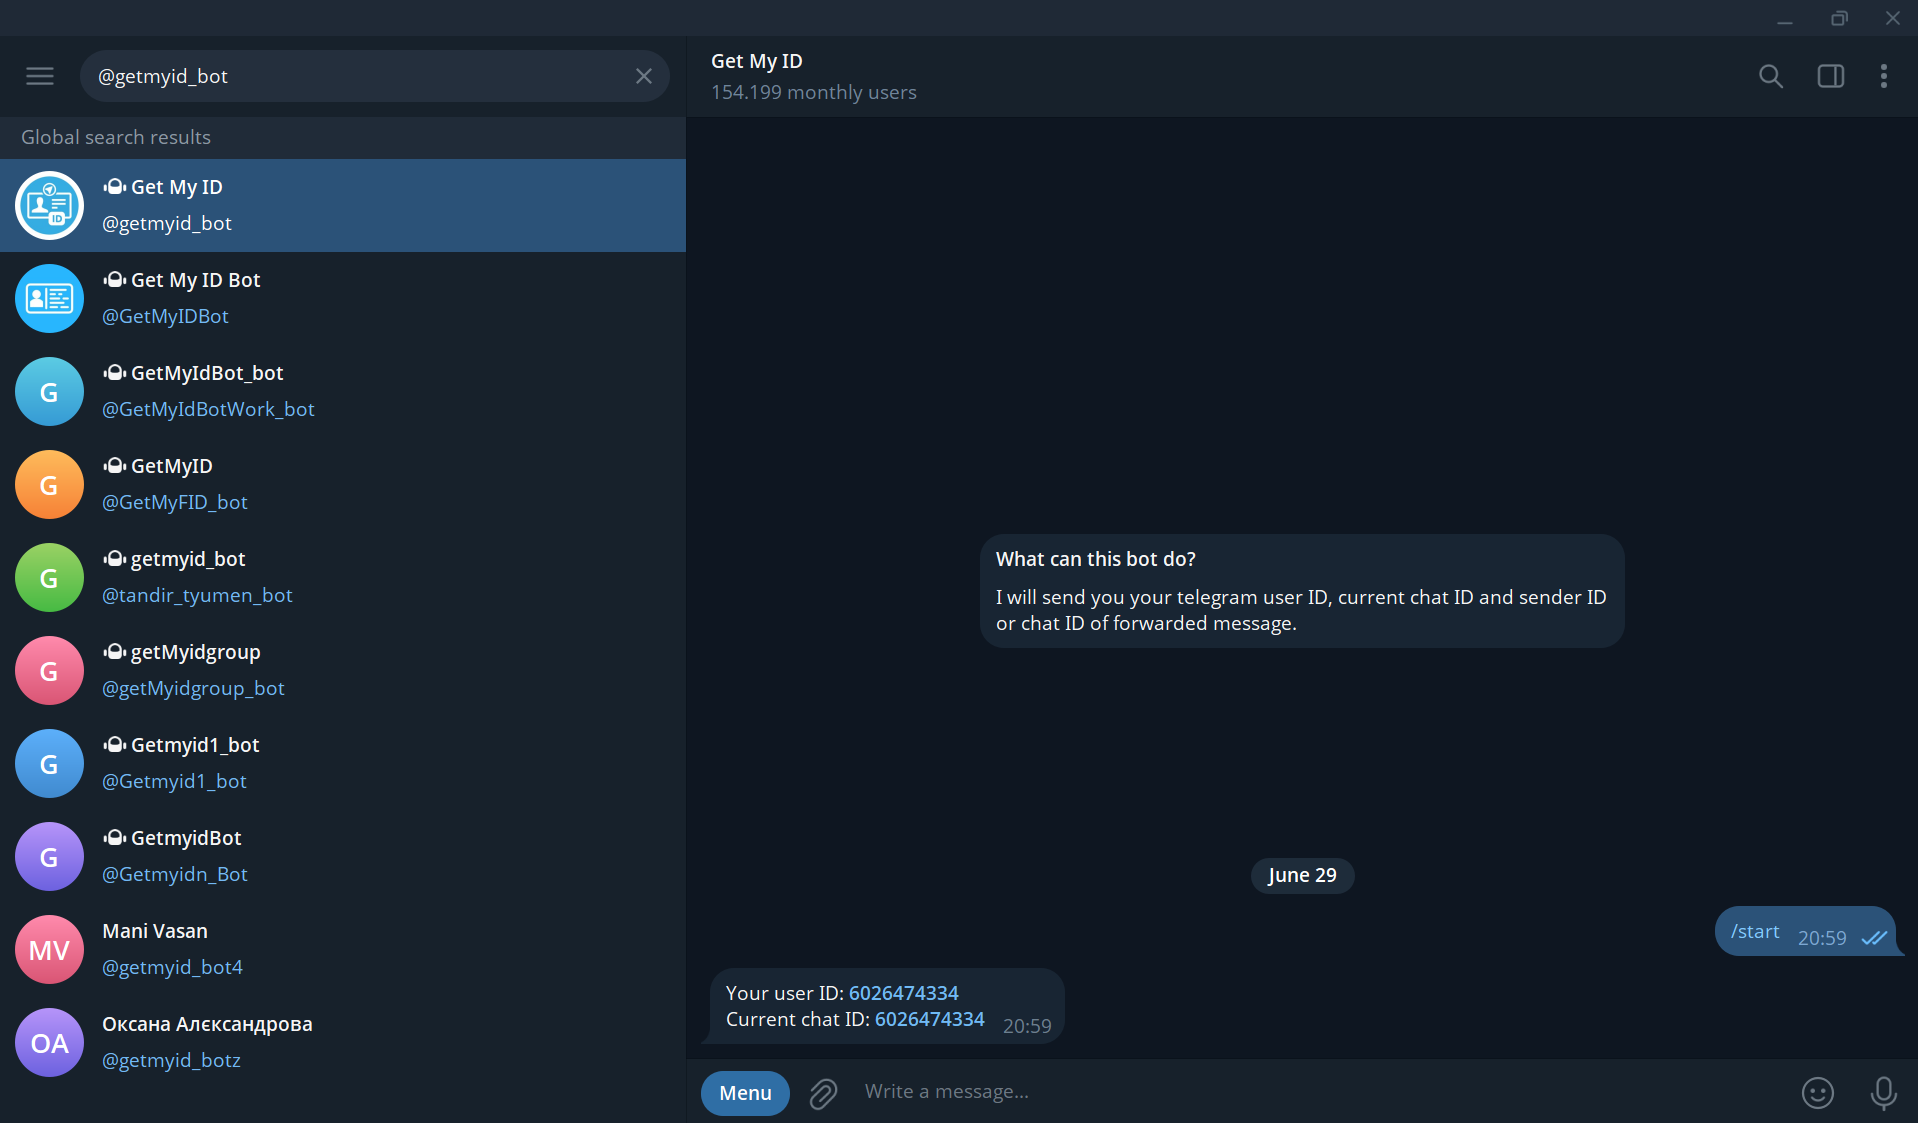 @getmyid_bot
Global search results
Get My ID
@getmyid_bot
Get My ID Bot
@GetMyIDBot
G
GetMyIdBot_bot
@GetMyIdBotWork_bot
G
GetMyID
@GetMyFID_bot
G
getmyid_bot
@tandir_tyumen_bot
G
getMyidgroup
@getMyidgroup_bot
G
Getmyid1_bot
@Getmyid1_bot
G
GetmyidBot
@Getmyidn_Bot
MV
Mani Vasan
@getmyid_bot4
ОА
Оксана Алєксандрова
@getmyid_botz
Get My ID
154.199 monthly users
What can this bot do?
I will send you your telegram user ID, current chat ID and sender ID
or chat ID of forwarded message.
June 29
/start 20:59
Your user ID: 6026474334
Current chat ID: 6026474334 20:59
Menu
Write a message...